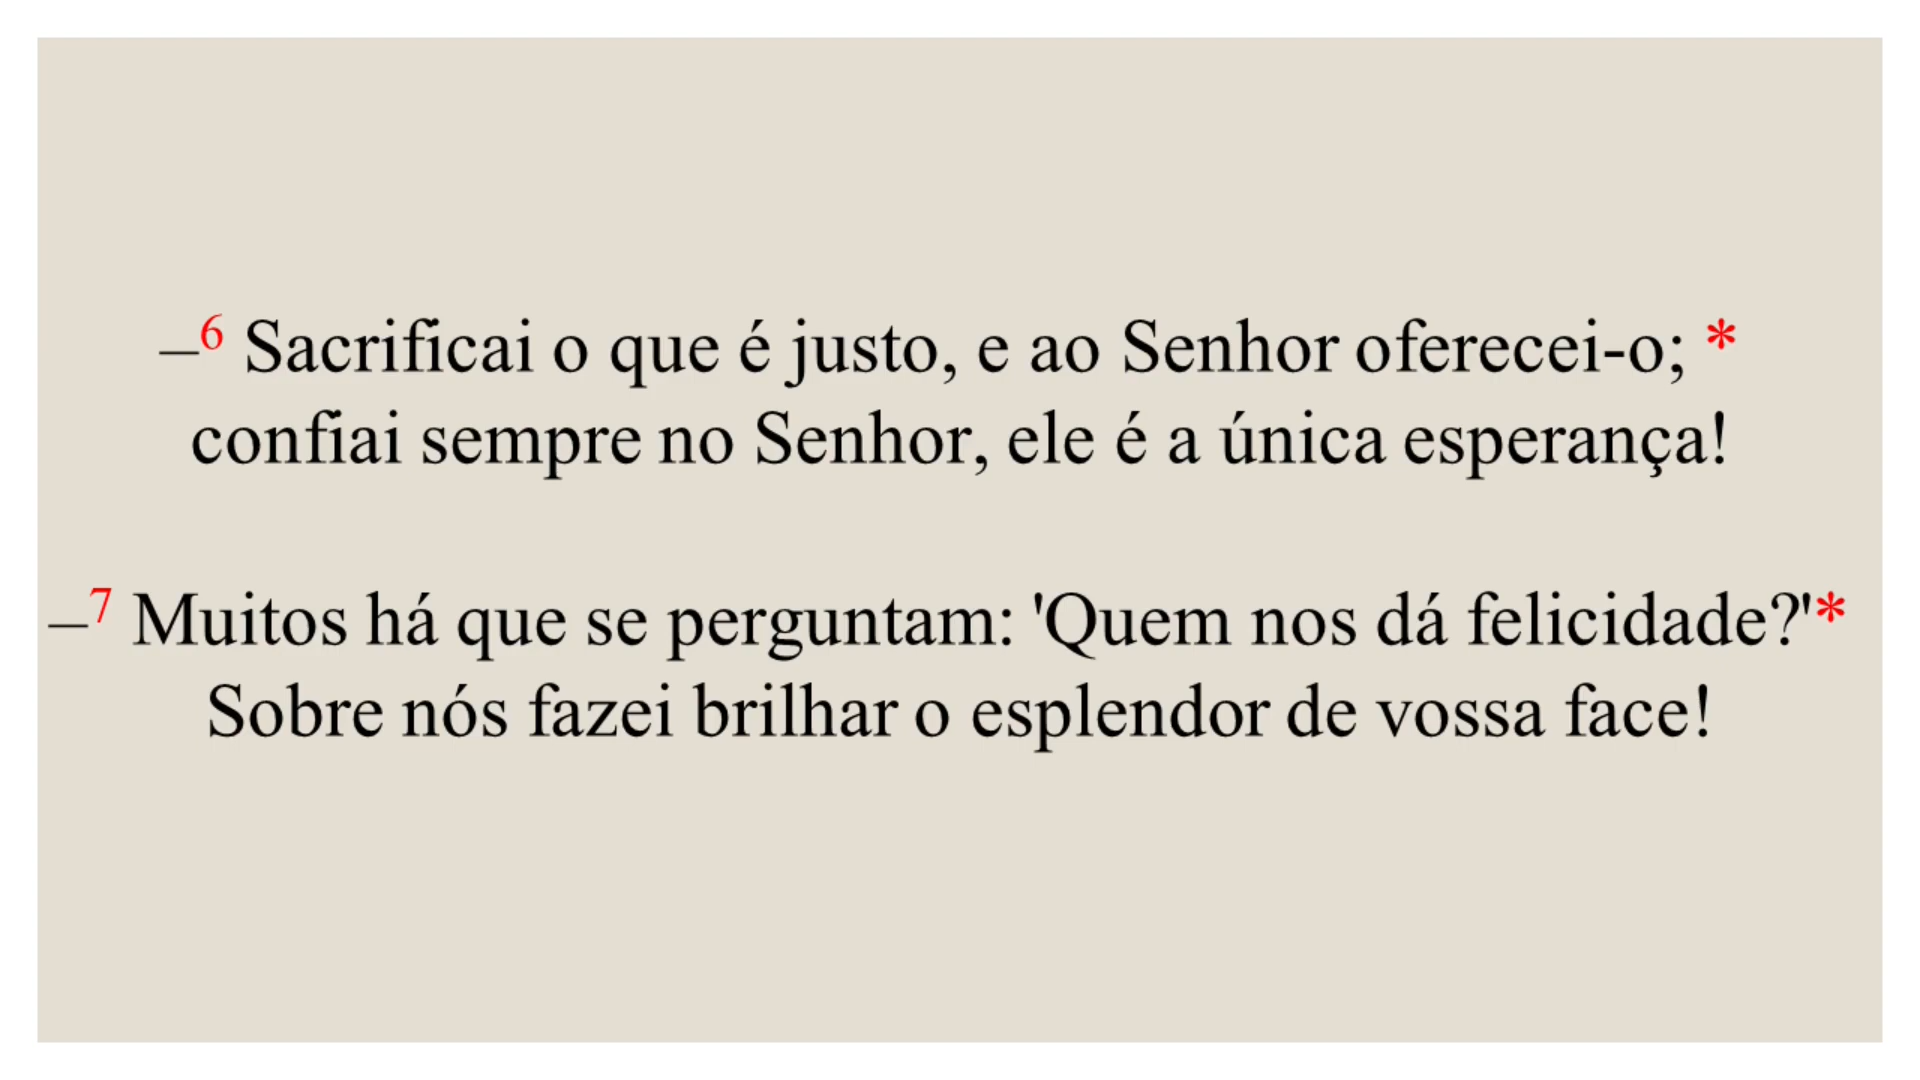 –6 Sacrificai o que é justo, e ao Senhor oferecei-o; *
confiai sempre no Senhor, ele é a única esperança!
–7 Muitos há que se perguntam: 'Quem nos dá felicidade?'*
Sobre nós fazei brilhar o esplendor de vossa face!